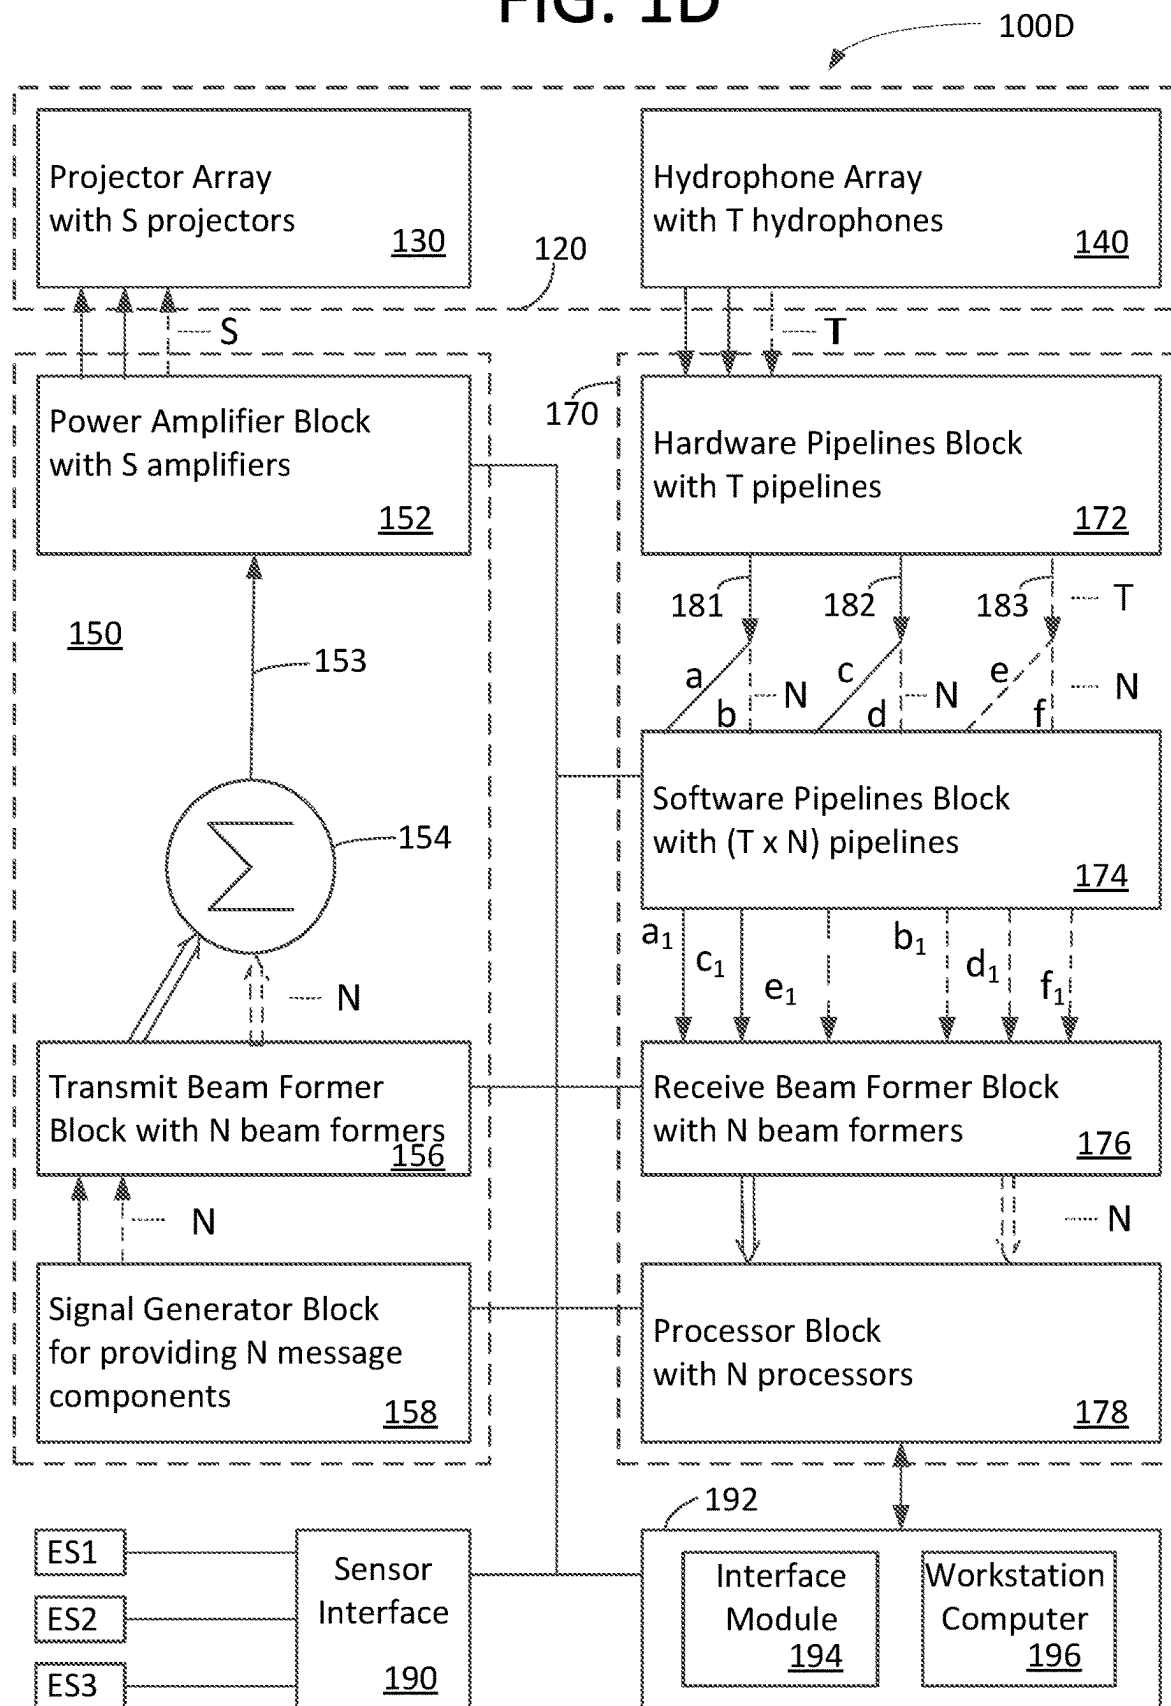 FIG. 1D
100D
Projector Array
with S projectors
130
Hydrophone Array
with T hydrophones
140
120
S
T
170
Power Amplifier Block
with S amplifiers
152
Hardware Pipelines Block
with T pipelines
172
150
153
181
182
183
T
a
b
N
c
d
N
e
f
N
154
Software Pipelines Block
with (T x N) pipelines
174
N
a1
c1
e1
b1
d1
f1
Transmit Beam Former
Block with N beam formers
156
Receive Beam Former Block
with N beam formers
176
N
N
Signal Generator Block
for providing N message
components
158
Processor Block
with N processors
178
192
ES1
ES2
ES3
Sensor
Interface
190
Interface
Module
194
Workstation
Computer
196